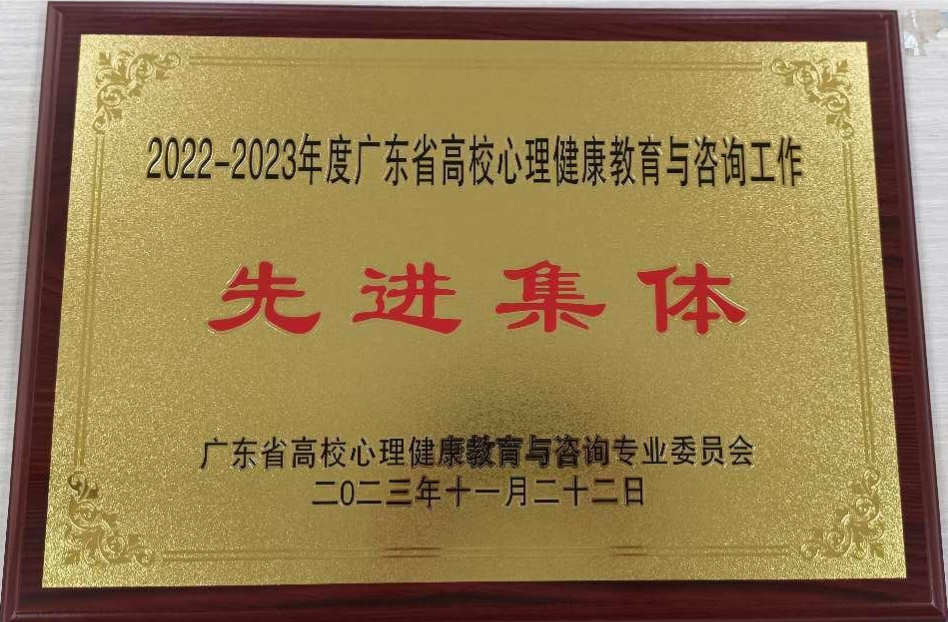 2022-2023年度广东省高校心理健康教育与咨询工作
先进集体
广东省高校心理健康教育与咨询专业委员会
二0二三年十一月二十二日